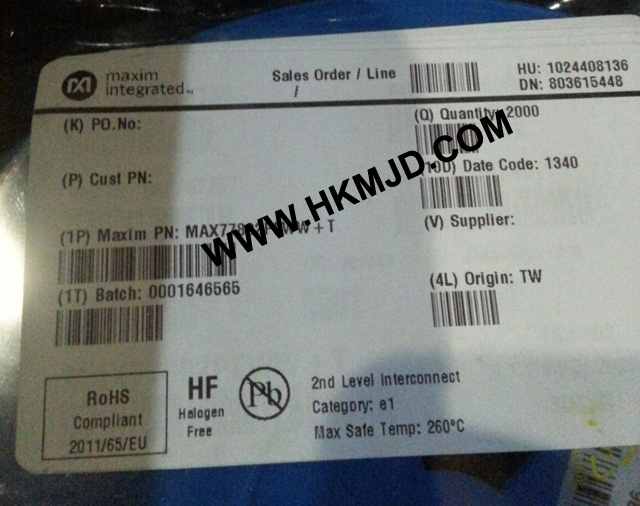 maxim
integrated™
Sales Order / Line
/
HU: 1024408136
DN: 803615448
(K) PO.No:
(Q) Quantity: 2000
(P) Cust PN:
(10D) Date Code: 1340
(1P) Maxim PN:
(V) Supplier:
(1T) Batch: 0001646565
(4L) Origin: TW
RoHS
Compliant
2011/65/EU
HF
Halogen
Free
Pb
2nd Level Interconnect
Category: e1
Max Safe Temp: 260°C
WWW.HKMJD.COM